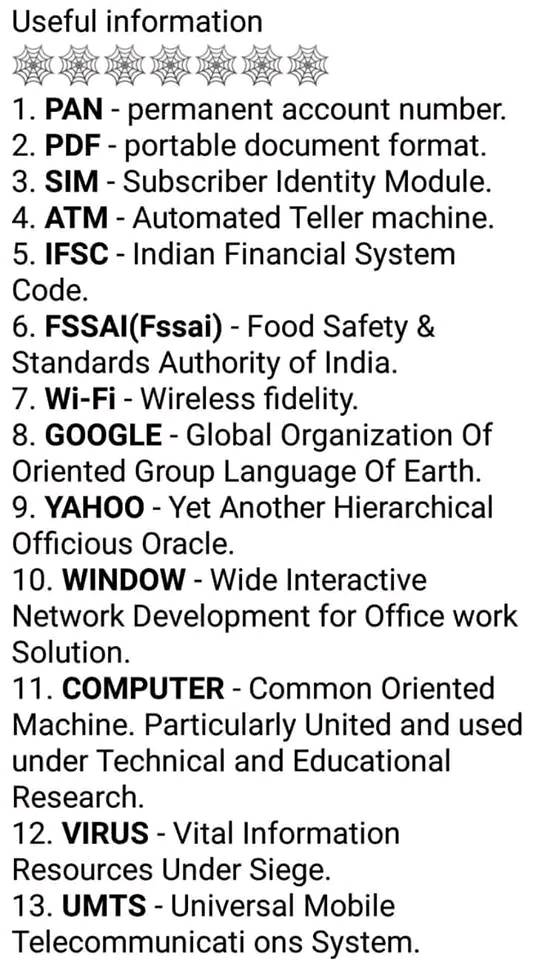 Useful information
🕸🕸🕸🕸🕸🕸🕸
1. PAN - permanent account number.
2. PDF - portable document format.
3. SIM - Subscriber Identity Module.
4. ATM - Automated Teller machine.
5. IFSC - Indian Financial System
Code.
6. FSSAI(Fssai) - Food Safety &
Standards Authority of India.
7. Wi-Fi - Wireless fidelity.
8. GOOGLE - Global Organization Of
Oriented Group Language Of Earth.
9. YAHOO - Yet Another Hierarchical
Officious Oracle.
10. WINDOW - Wide Interactive
Network Development for Office work
Solution.
11. COMPUTER - Common Oriented
Machine. Particularly United and used
under Technical and Educational
Research.
12. VIRUS - Vital Information
Resources Under Siege.
13. UMTS - Universal Mobile
Telecommunicati ons System.